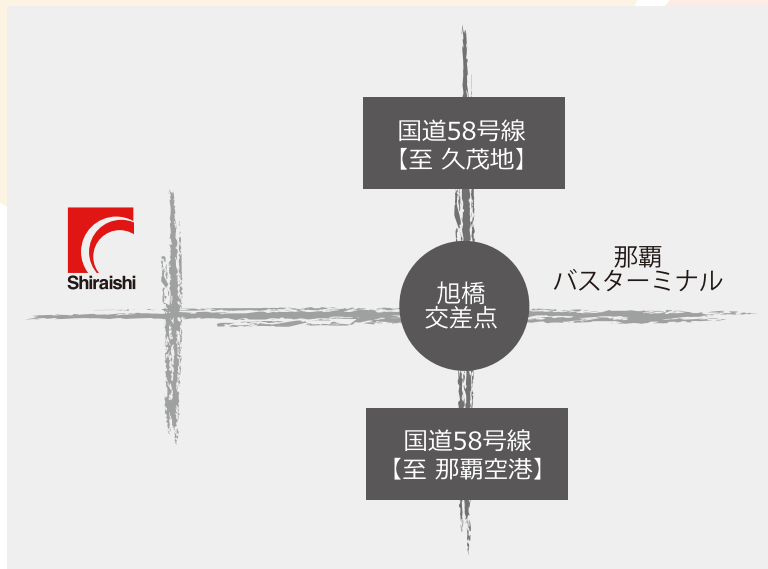 国道58号線
【至 久茂地】
Shiraishi
旭橋
交差点
那覇
バスターミナル
国道58号線
【至 那覇空港】